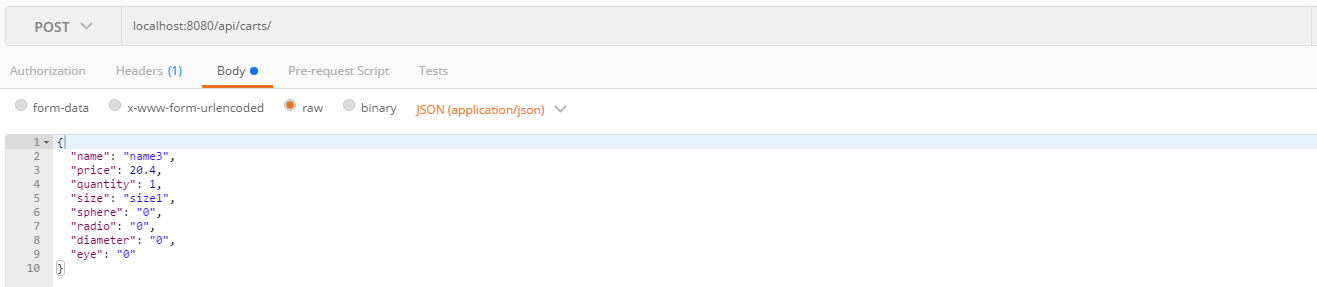 POST localhost:8080/api/carts/
Authorization Headers (1) Body Pre-request Script Tests
form-data x-www-form-urlencoded raw binary JSON (application/json)
1 {
2 "name": "name3",
3 "price": 20.4,
4 "quantity": 1,
5 "size": "size1",
6 "sphere": "0",
7 "radio": "0",
8 "diameter": "0",
9 "eye": "0"
10 }